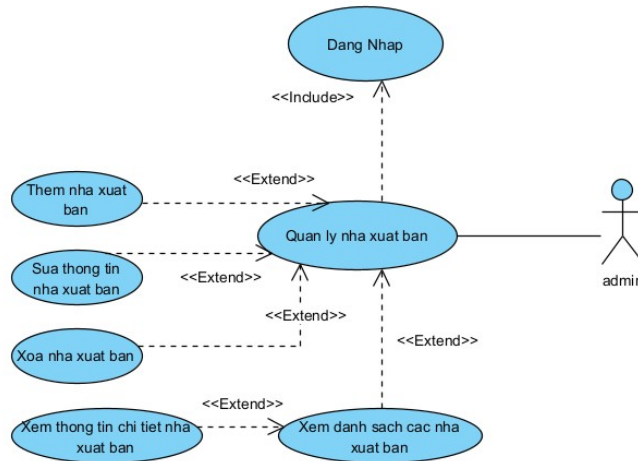 Dang Nhap
<<Include>>
Them nha xuat
ban
<<Extend>>
Quan ly nha xuat ban
admin
Sua thong tin
nha xuat ban
<<Extend>>
<<Extend>>
Xoa nha xuat ban
<<Extend>>
Xem thong tin chi tiet nha
xuat ban
<<Extend>>
Xem danh sach cac nha
xuat ban